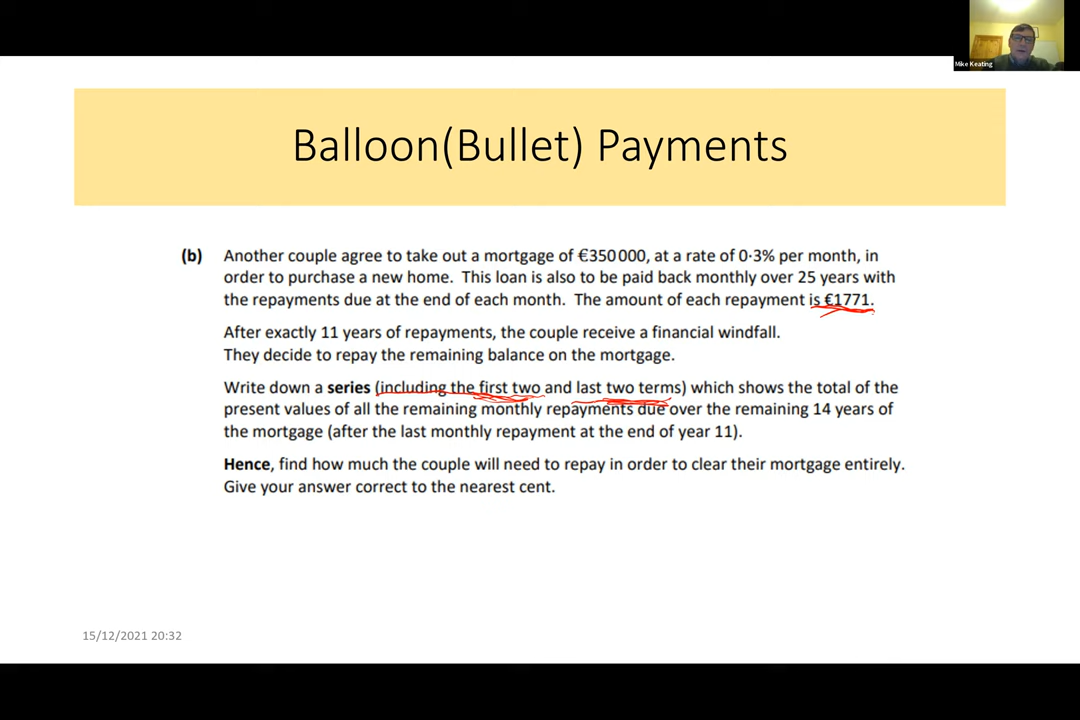 Mike Keating
Balloon(Bullet) Payments
(b) Another couple agree to take out a mortgage of €350 000, at a rate of 0·3% per month, in
order to purchase a new home. This loan is also to be paid back monthly over 25 years with
the repayments due at the end of each month. The amount of each repayment is €1771.
After exactly 11 years of repayments, the couple receive a financial windfall.
They decide to repay the remaining balance on the mortgage.
Write down a series (including the first two and last two terms) which shows the total of the
present values of all the remaining monthly repayments due over the remaining 14 years of
the mortgage (after the last monthly repayment at the end of year 11).
Hence, find how much the couple will need to repay in order to clear their mortgage entirely.
Give your answer correct to the nearest cent.
15/12/2021 20:32